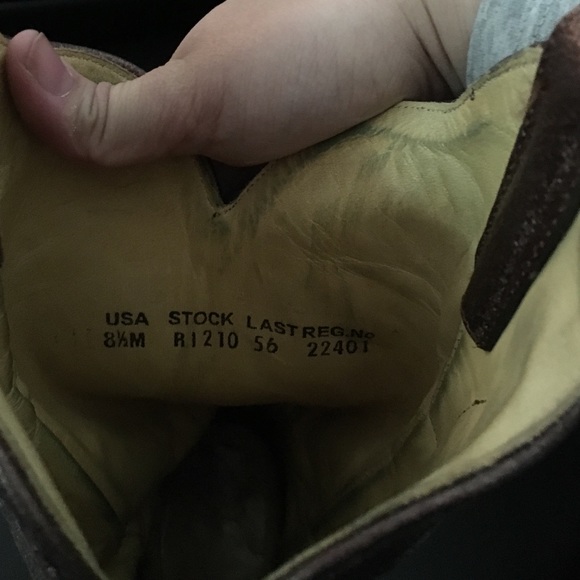 USA STOCK LAST REG.No
8½M R1210 56 22401